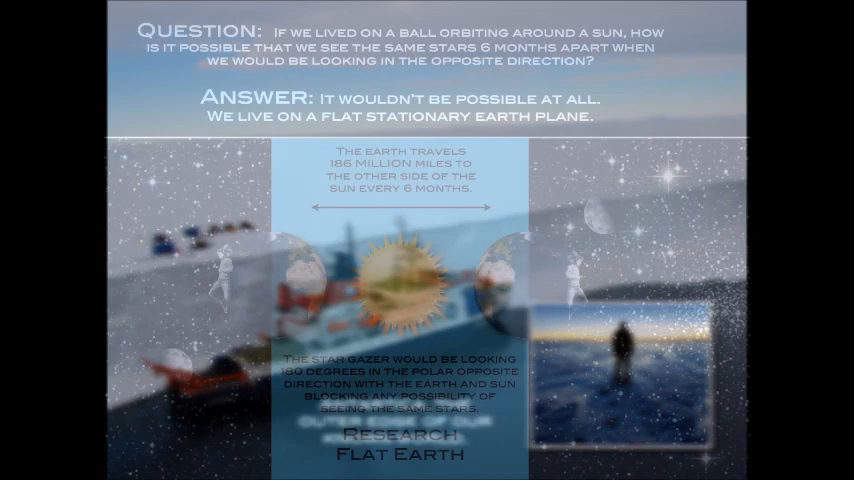 QUESTION: IF WE LIVED ON A BALL ORBITING AROUND A SUN, HOW
IS IT POSSIBLE THAT WE SEE THE SAME STARS 6 MONTHS APART WHEN
WE WOULD BE LOOKING IN THE OPPOSITE DIRECTION?
ANSWER: IT WOULDN'T BE POSSIBLE AT ALL.
WE LIVE ON A FLAT STATIONARY EARTH PLANE.
THE EARTH TRAVELS
186 MILLION MILES TO
THE OTHER SIDE OF THE
SUN EVERY 6 MONTHS.
THE STAR GAZER WOULD BE LOOKING
180 DEGREES IN THE POLAR OPPOSITE
DIRECTION WITH THE EARTH AND SUN
BLOCKING ANY POSSIBILITY OF
SEEING THE SAME STARS.
RESEARCH
FLAT EARTH